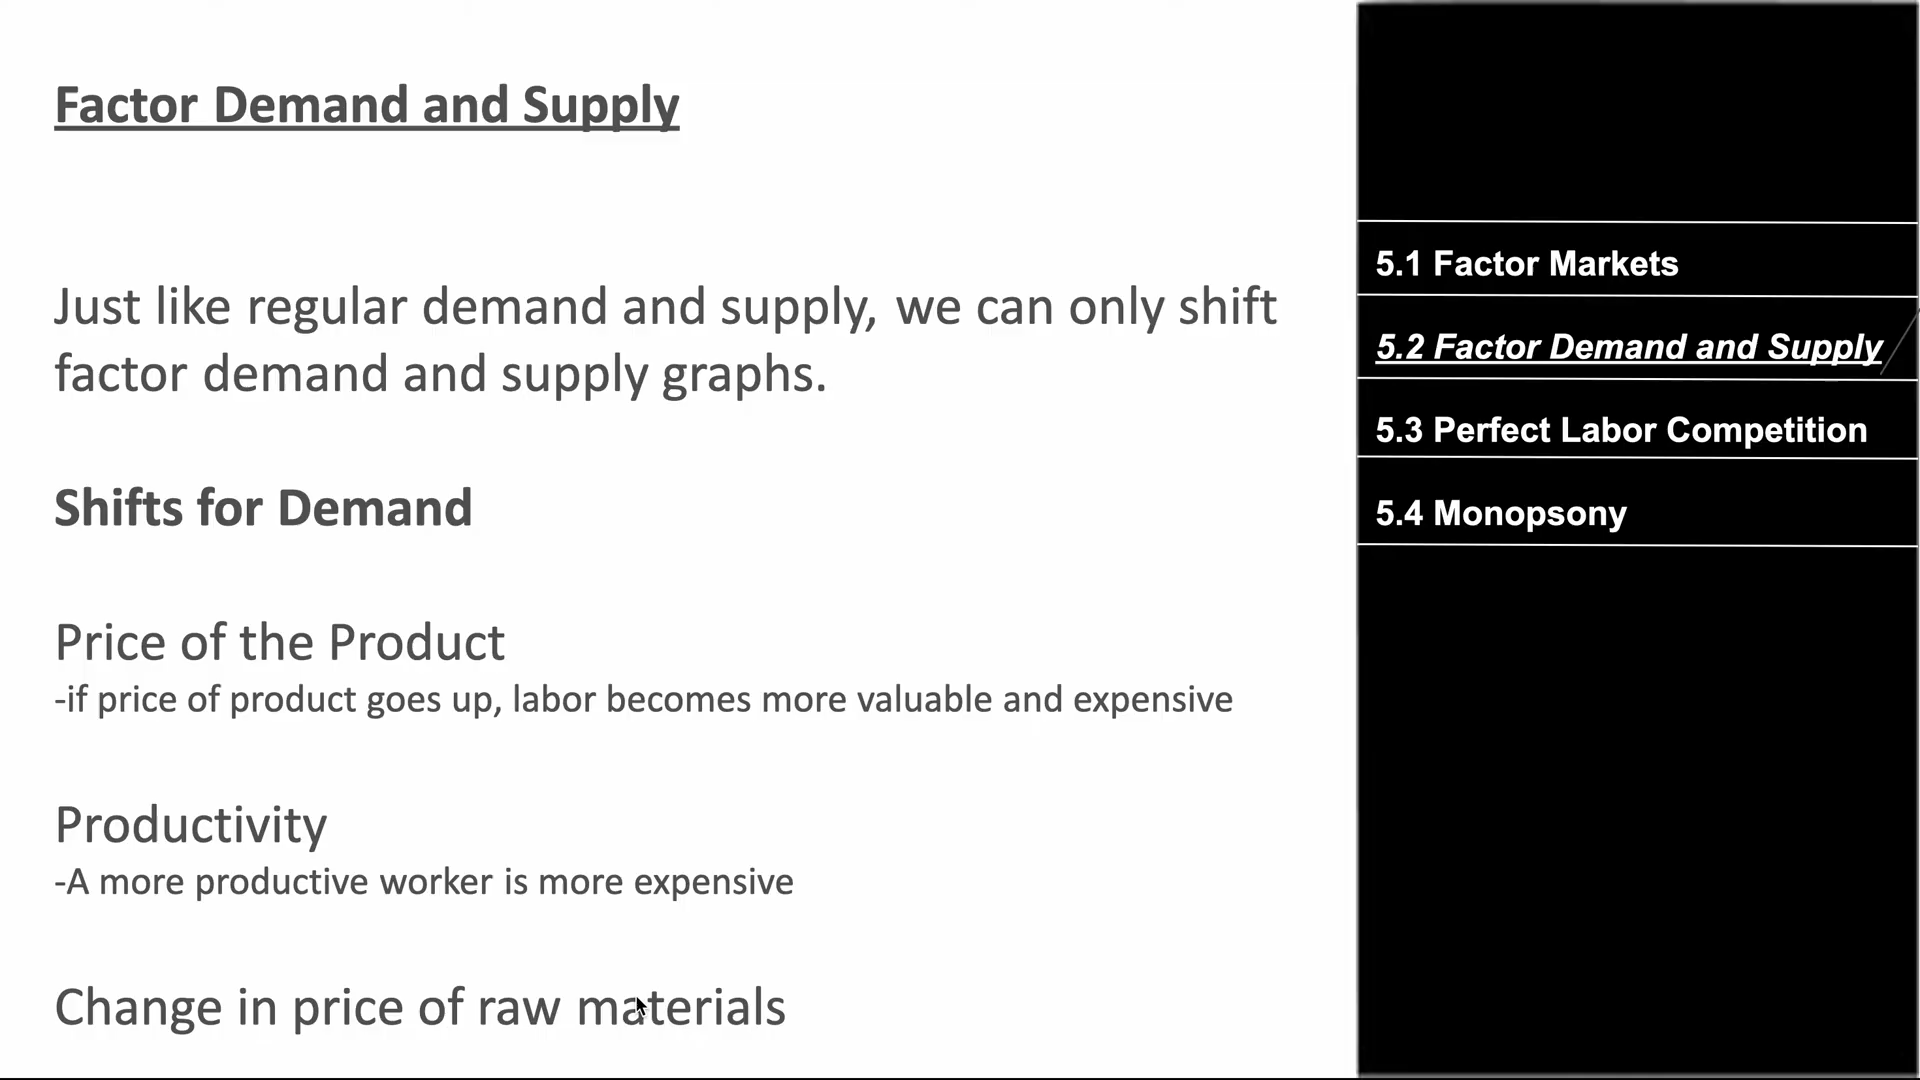 Factor Demand and Supply
Just like regular demand and supply, we can only shift
factor demand and supply graphs.
Shifts for Demand
Price of the Product
-if price of product goes up, labor becomes more valuable and expensive
Productivity
-A more productive worker is more expensive
Change in price of raw materials
5.1 Factor Markets
5.2 Factor Demand and Supply
5.3 Perfect Labor Competition
5.4 Monopsony